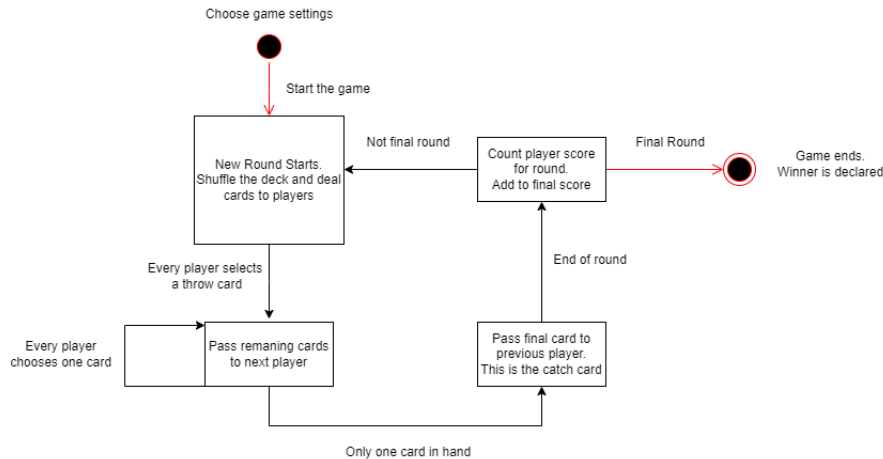 Choose game settings
Start the game
New Round Starts.
Shuffle the deck and deal
cards to players
Not final round
Count player score
for round.
Add to final score
Final Round
Game ends.
Winner is declared
Every player selects
a throw card
End of round
Every player
chooses one card
Pass remaning cards
to next player
Pass final card to
previous player.
This is the catch card
Only one card in hand